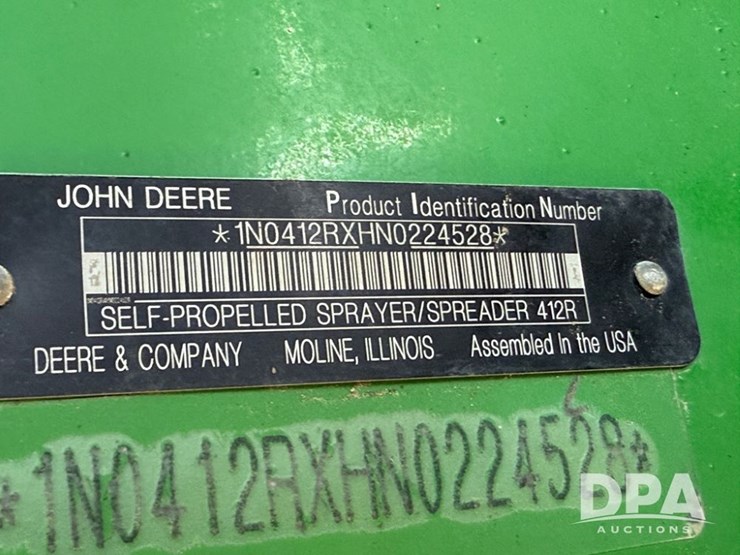 JOHN DEERE Product Identification Number
*1N0412RXHN0224528*
SELF-PROPELLED SPRAYER/SPREADER 412R
DEERE & COMPANY MOLINE, ILLINOIS Assembled In the USA
*1N0412RXHN0224528*
DPA
AUCTIONS